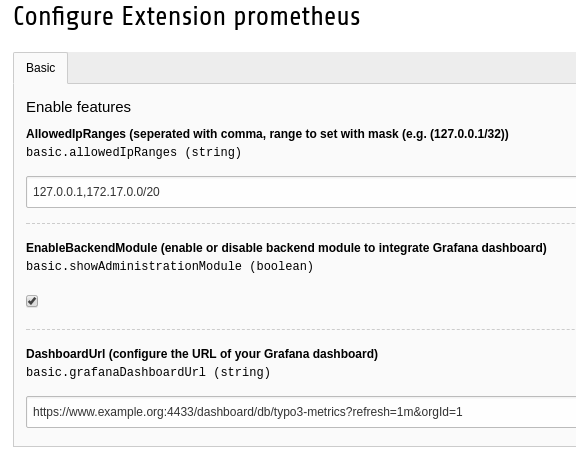 Configure Extension prometheus
Basic
Enable features
AllowedIpRanges (seperated with comma, range to set with mask (e.g. (127.0.0.1/32))
basic.allowedIpRanges (string)
127.0.0.1,172.17.0.0/20
EnableBackendModule (enable or disable backend module to integrate Grafana dashboard)
basic.showAdministrationModule (boolean)
DashboardUrl (configure the URL of your Grafana dashboard)
basic.grafanaDashboardUrl (string)
https://www.example.org:4433/dashboard/db/typo3-metrics?refresh=1m&orgId=1